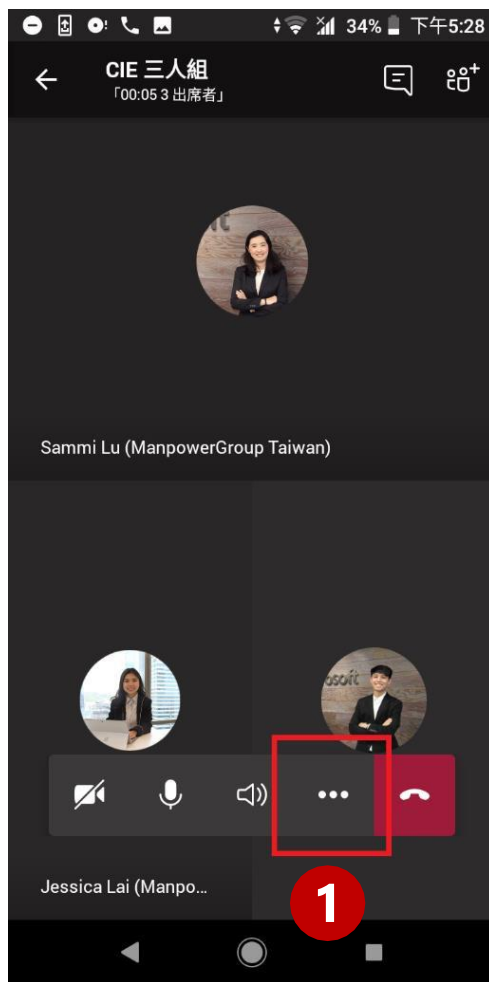 34% 下午5:28
CIE 三人組
「00:05 3 出席者」
Sammi Lu (ManpowerGroup Taiwan)
osoft
Jessica Lai (Manpo...
1